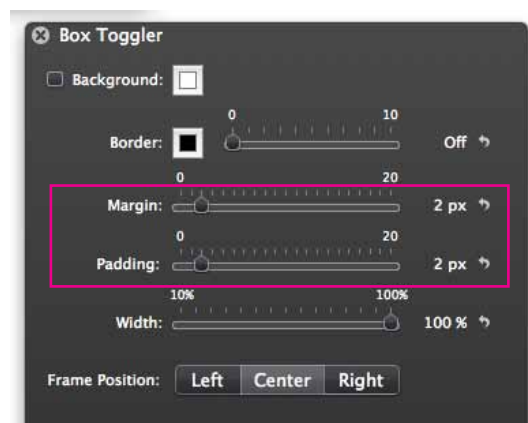 Box Toggler
Background:
0 10
Border: Off
0 20
Margin: 2 px
0 20
Padding: 2 px
10% 100%
Width: 100 %
Frame Position: Left Center Right